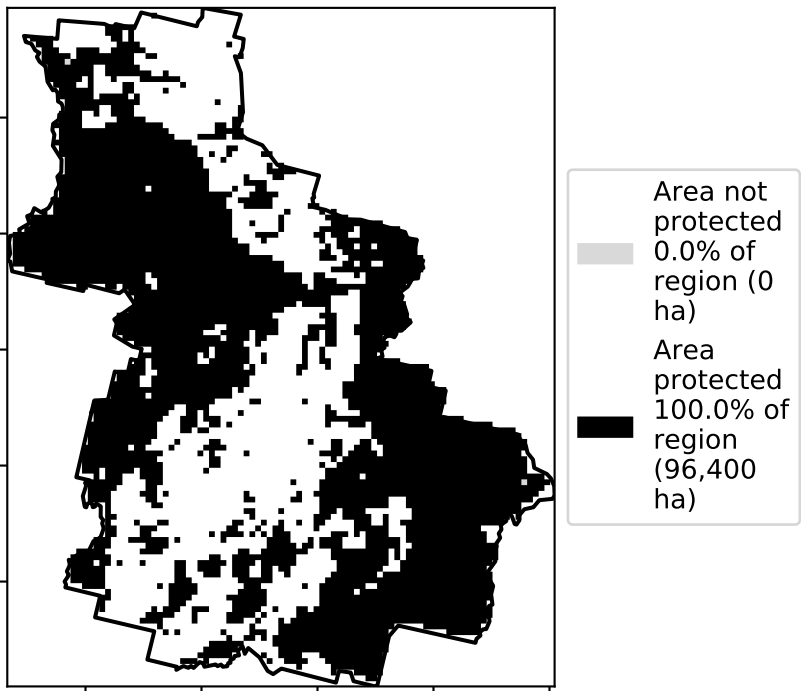 Area not
protected
0.0% of
region (0
ha)
Area
protected
100.0% of
region
(96,400
ha)